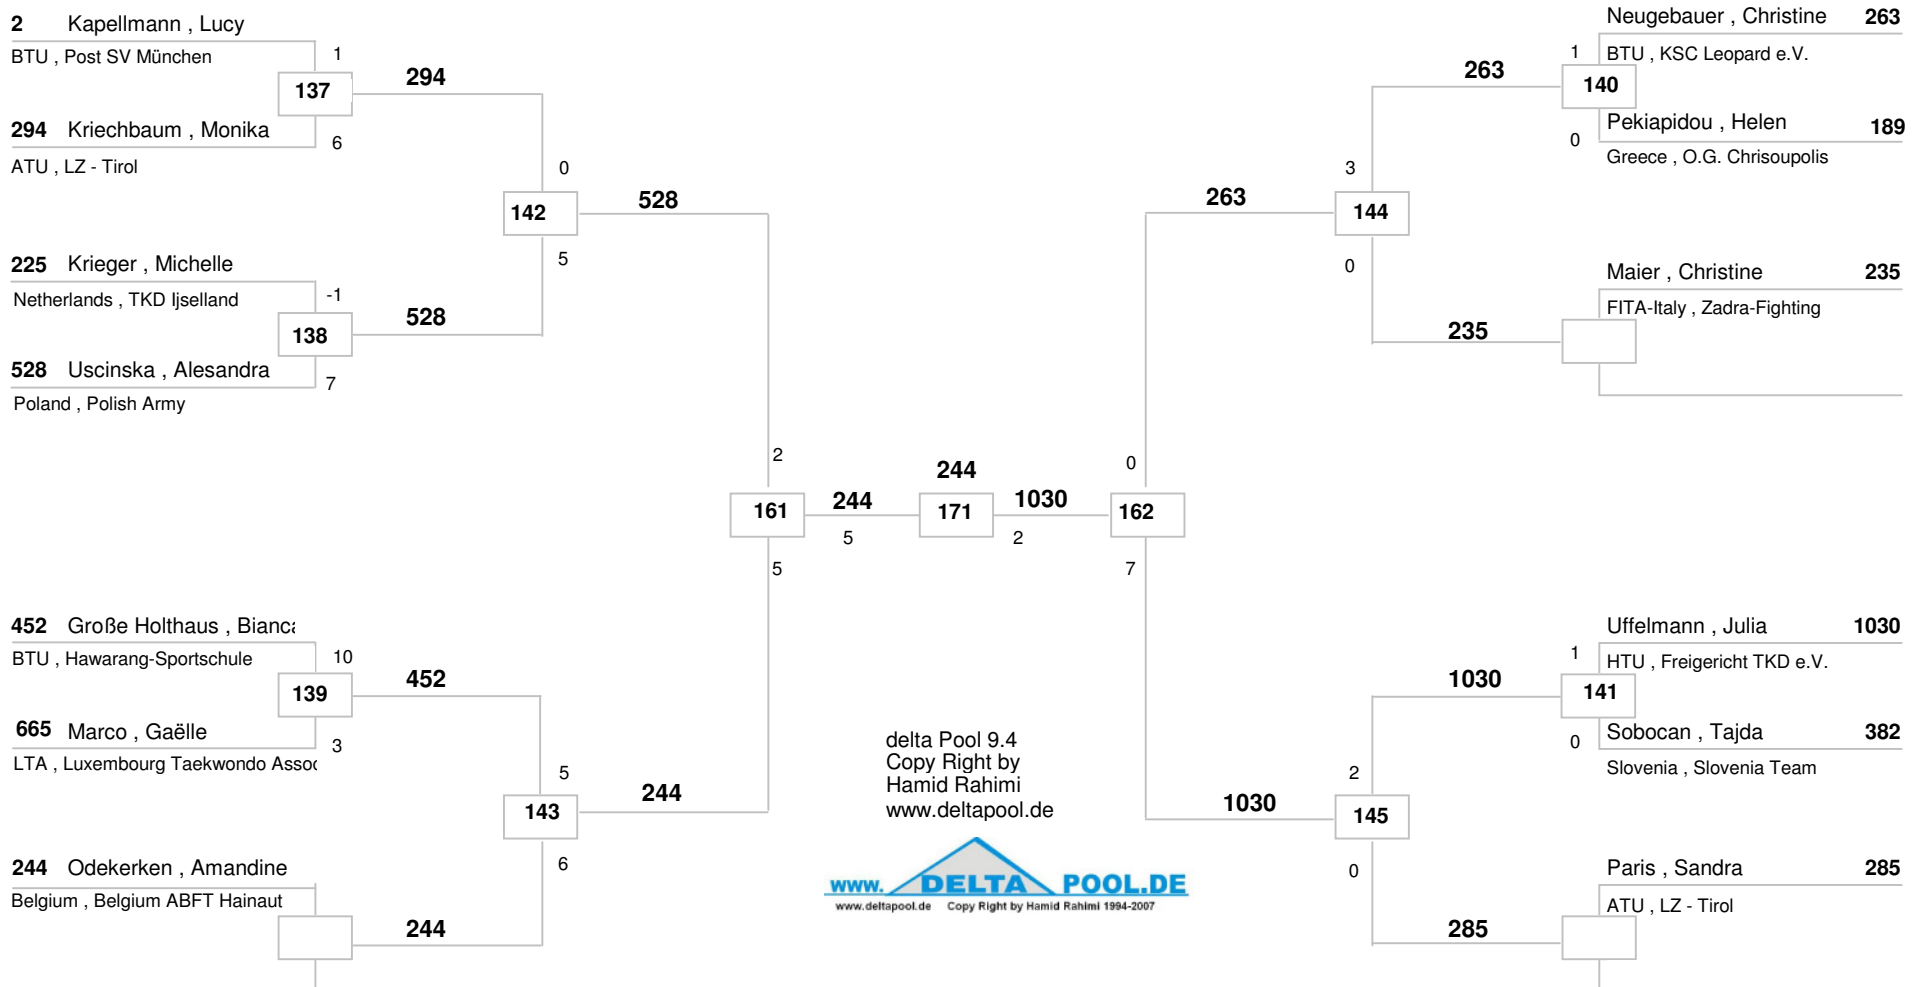 2 Kapellmann , Lucy
BTU , Post SV München
1
137
294
294 Kriechbaum , Monika
6
ATU , LZ - Tirol
0
142
528
5
225 Krieger , Michelle
Netherlands , TKD Ijselland
-1
138
528
528 Uscinska , Alesandra
7
Poland , Polish Army
2
161
244
5
5
244
171
1030
2
0
162
7
452 Große Holthaus , Bianca
BTU , Hawarang-Sportschule
10
139
452
665 Marco , Gaëlle
3
LTA , Luxembourg Taekwondo Assoc
5
143
244
6
244 Odekerken , Amandine
Belgium , Belgium ABFT Hainaut
244
delta Pool 9.4
Copy Right by
Hamid Rahimi
www.deltapool.de
www. DELTA POOL.DE
www.deltapool.de Copy Right by Hamid Rahimi 1994-2007
Neugebauer , Christine 263
1
BTU , KSC Leopard e.V.
263
140
Pekiapidou , Helen 189
0
Greece , O.G. Chrisoupolis
3
263
144
0
Maier , Christine 235
FITA-Italy , Zadra-Fighting
235
Uffelmann , Julia 1030
1
HTU , Freigericht TKD e.V.
1030
141
Sobocan , Tajda 382
0
Slovenia , Slovenia Team
2
1030
145
0
Paris , Sandra 285
ATU , LZ - Tirol
285